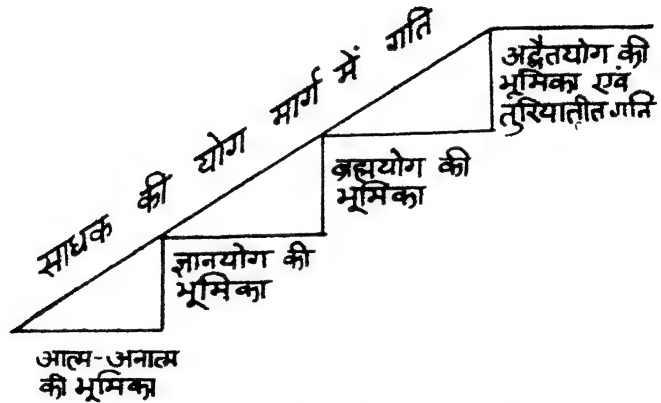 साधक की योग मार्ग में गति
अद्वैतयोग की
भूमिका एवं
तुरियातीत गति
ब्रह्मयोग की
भूमिका
ज्ञानयोग की
भूमिका
आत्म-अनात्म
की भूमिका